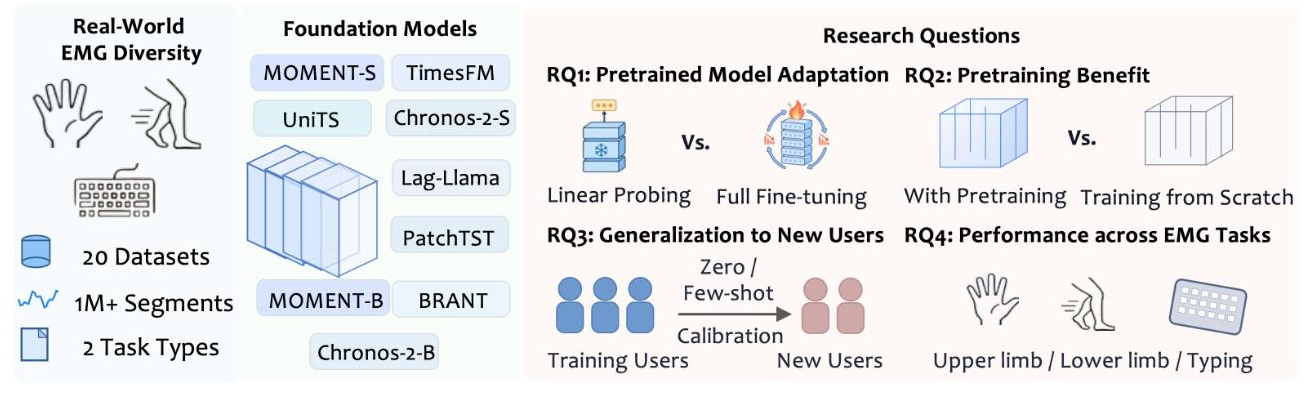 Real-World
EMG Diversity
20 Datasets
1M+ Segments
2 Task Types
Foundation Models
MOMENT-S
TimesFM
UniTS
Chronos-2-S
Lag-Llama
PatchTST
MOMENT-B
BRANT
Chronos-2-B
Research Questions
RQ1: Pretrained Model Adaptation
Vs.
Linear Probing
Full Fine-tuning
RQ2: Pretraining Benefit
Vs.
With Pretraining
Training from Scratch
RQ3: Generalization to New Users
Zero /
Few-shot
Calibration
Training Users
New Users
RQ4: Performance across EMG Tasks
Upper limb / Lower limb / Typing